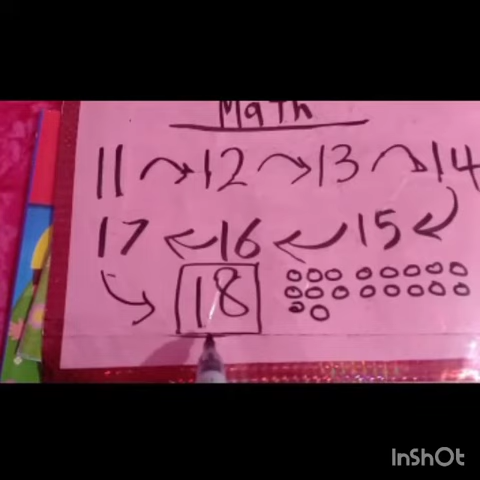 Math
11 → 12 → 13 → 14
17 ← 16 ← 15 ←
→ 18
InShOt